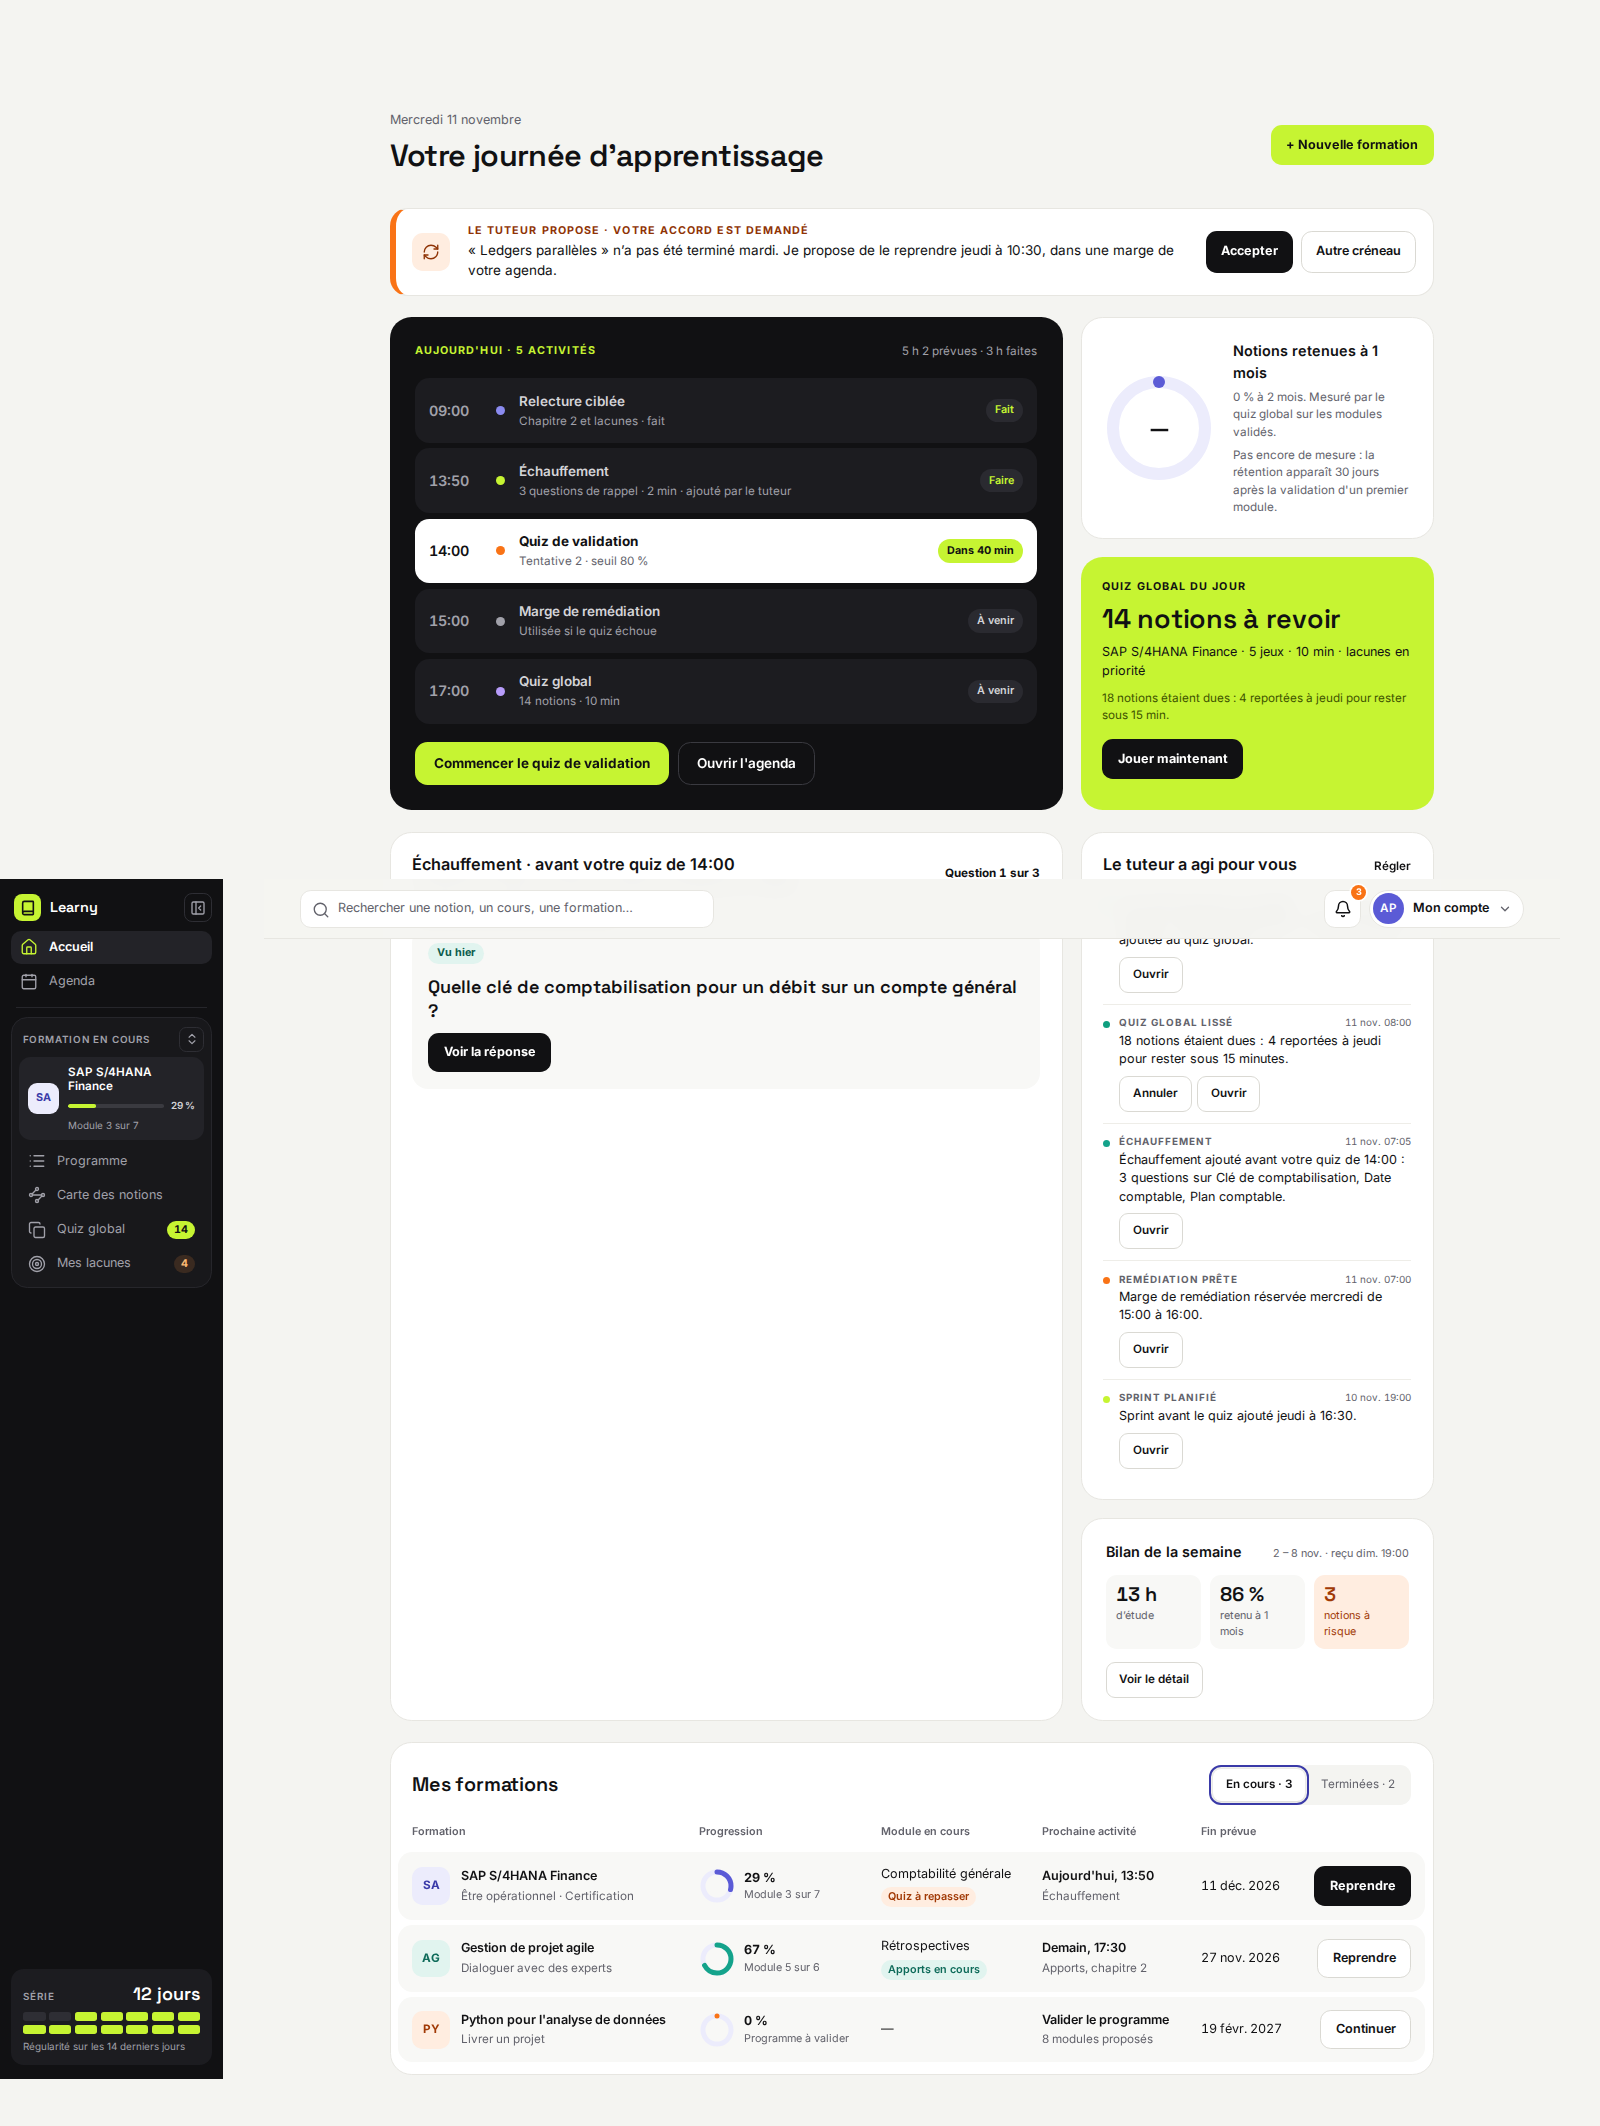 Mercredi 11 novembre
Votre journée d’apprentissage
+ Nouvelle formation
LE TUTEUR PROPOSE · VOTRE ACCORD EST DEMANDÉ
« Ledgers parallèles » n’a pas été terminé mardi. Je propose de le reprendre jeudi à 10:30, dans une marge de
votre agenda.
Accepter
Autre créneau
AUJOURD'HUI · 5 ACTIVITÉS
5 h 2 prévues · 3 h faites
09:00
Relecture ciblée
Chapitre 2 et lacunes · fait
Fait
13:50
Échauffement
3 questions de rappel · 2 min · ajouté par le tuteur
Faire
14:00
Quiz de validation
Tentative 2 · seuil 80 %
Dans 40 min
15:00
Marge de remédiation
Utilisée si le quiz échoue
À venir
17:00
Quiz global
14 notions · 10 min
À venir
Commencer le quiz de validation
Ouvrir l'agenda
Notions retenues à 1
mois
0 % à 2 mois. Mesuré par le
quiz global sur les modules
validés.
Pas encore de mesure : la
rétention apparaît 30 jours
après la validation d'un premier
module.
—
QUIZ GLOBAL DU JOUR
14 notions à revoir
SAP S/4HANA Finance · 5 jeux · 10 min · lacunes en
priorité
18 notions étaient dues : 4 reportées à jeudi pour rester
sous 15 min.
Jouer maintenant
Échauffement · avant votre quiz de 14:00
Question 1 sur 3
Le tuteur a agi pour vous
Régler
Learny
Rechercher une notion, un cours, une formation...
3
AP
Mon compte
Accueil
Agenda
FORMATION EN COURS
SA
SAP S/4HANA
Finance
29 %
Module 3 sur 7
Programme
Carte des notions
Quiz global
14
Mes lacunes
4
Vu hier
Quelle clé de comptabilisation pour un débit sur un compte général
?
Voir la réponse
ajoutée au quiz global.
Ouvrir
QUIZ GLOBAL LISSÉ
11 nov. 08:00
18 notions étaient dues : 4 reportées à jeudi
pour rester sous 15 minutes.
Annuler
Ouvrir
ÉCHAUFFEMENT
11 nov. 07:05
Échauffement ajouté avant votre quiz de 14:00 :
3 questions sur Clé de comptabilisation, Date
comptable, Plan comptable.
Ouvrir
REMÉDIATION PRÊTE
11 nov. 07:00
Marge de remédiation réservée mercredi de
15:00 à 16:00.
Ouvrir
SPRINT PLANIFIÉ
10 nov. 19:00
Sprint avant le quiz ajouté jeudi à 16:30.
Ouvrir
Bilan de la semaine
2 – 8 nov. · reçu dim. 19:00
13 h
d’étude
86 %
retenu à 1
mois
3
notions à
risque
Voir le détail
Mes formations
En cours · 3
Terminées · 2
Formation
Progression
Module en cours
Prochaine activité
Fin prévue
SA
SAP S/4HANA Finance
Être opérationnel · Certification
29 %
Module 3 sur 7
Comptabilité générale
Quiz à repasser
Aujourd'hui, 13:50
Échauffement
11 déc. 2026
Reprendre
AG
Gestion de projet agile
Dialoguer avec des experts
67 %
Module 5 sur 6
Rétrospectives
Apports en cours
Demain, 17:30
Apports, chapitre 2
27 nov. 2026
Reprendre
PY
Python pour l'analyse de données
Livrer un projet
0 %
Programme à valider
—
Valider le programme
8 modules proposés
19 févr. 2027
Continuer
SÉRIE
12 jours
Régularité sur les 14 derniers jours